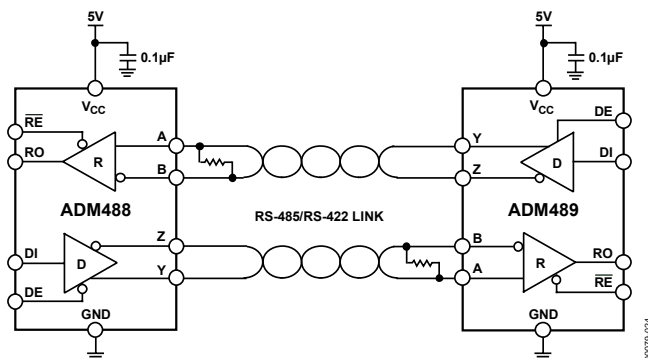 5V
0.1µF
VCC
RE
RO
R
A
B
ADM488
DI
D
DE
Z
Y
GND
RS-485/RS-422 LINK
5V
0.1µF
VCC
DE
DI
D
Y
Z
ADM489
B
A
R
RO
RE
GND